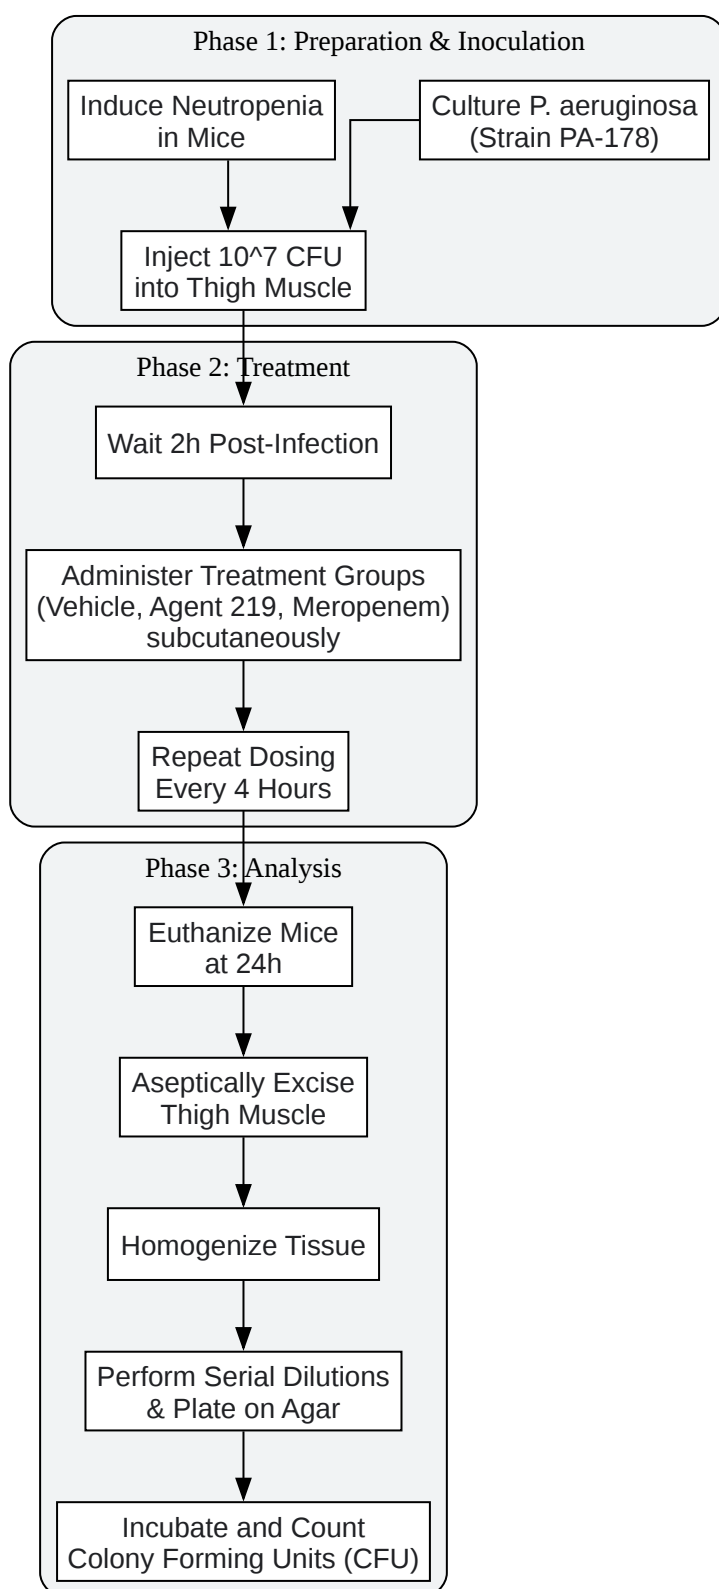 Phase 1: Preparation & Inoculation
Induce Neutropenia
in Mice
Culture P. aeruginosa
(Strain PA-178)
Inject 10^7 CFU
into Thigh Muscle
Phase 2: Treatment
Wait 2h Post-Infection
Administer Treatment Groups
(Vehicle, Agent 219, Meropenem)
subcutaneously
Repeat Dosing
Every 4 Hours
Phase 3: Analysis
Euthanize Mice
at 24h
Aseptically Excise
Thigh Muscle
Homogenize Tissue
Perform Serial Dilutions
& Plate on Agar
Incubate and Count
Colony Forming Units (CFU)